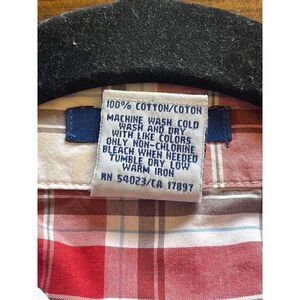 100% COTTON/COTON
MACHINE WASH COLD
WASH AND DRY
WITH LIKE COLORS
ONLY NON-CHLORINE
BLEACH WHEN NEEDED
TUMBLE DRY LOW
WARM IRON
RN 54023/CA 17897